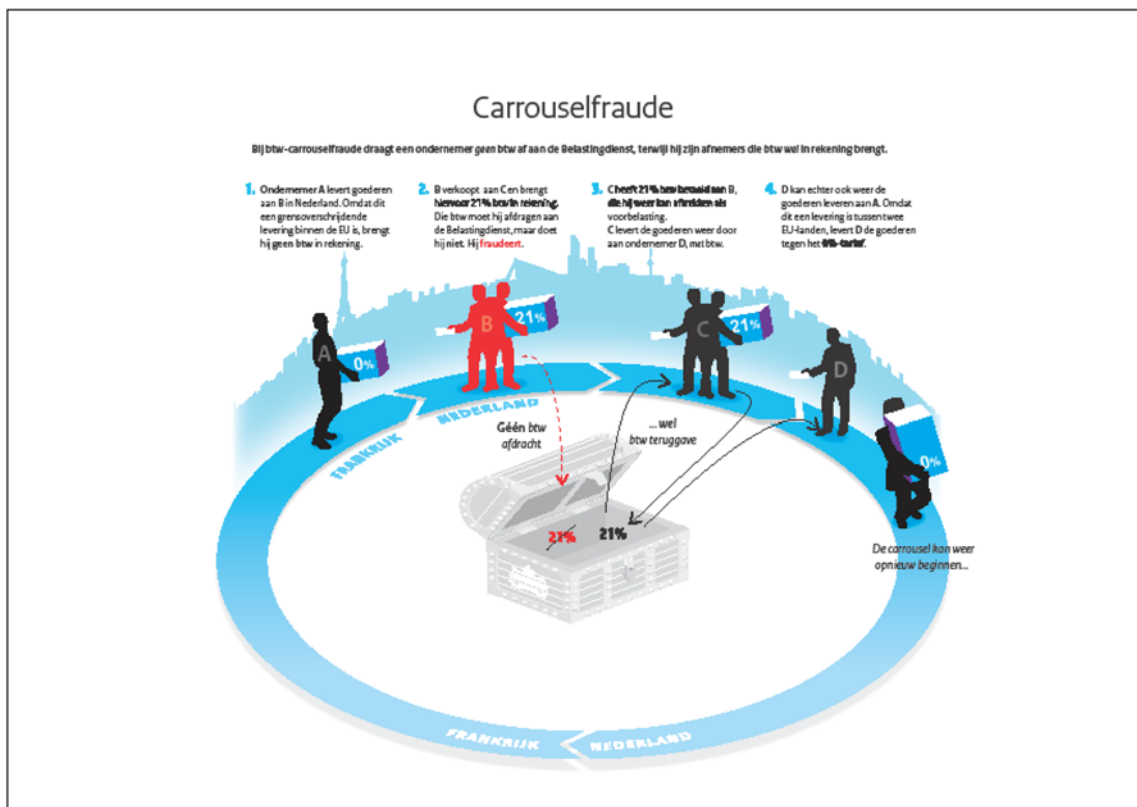 Carrouselfraude
Bij btw-carrouselfraude draagt een ondernemer geen btw af aan de Belastingdienst, terwijl hij zijn afnemers die btw wel in rekening brengt.
1. Ondernemer A levert goederen
aan B in Nederland. Omdat dit
een grensoverschrijdende
levering binnen de EU is, brengt
hij geen btw in rekening.
2. B verkoopt aan C en brengt
hiervoor 21% btw in rekening.
Die btw moet hij afdragen aan
de Belastingdienst, maar doet
hij niet. Hij fraudeert.
3. C heeft 21% btw betaald aan B,
die hij weer kan aftrekken als
voorbelasting.
C levert de goederen weer door
aan ondernemer D, met btw.
4. D kan echter ook weer de
goederen leveren aan A. Omdat
dit een levering is tussen twee
EU-landen, levert D de goederen
tegen het 0%-tarief.
A
0%
B
21%
C
21%
D
0%
FRANKRIJK
NEDERLAND
Géén btw
afdracht
... wel
btw teruggave
21%
21%
De carrousel kan weer
opnieuw beginnen...
FRANKRIJK
NEDERLAND